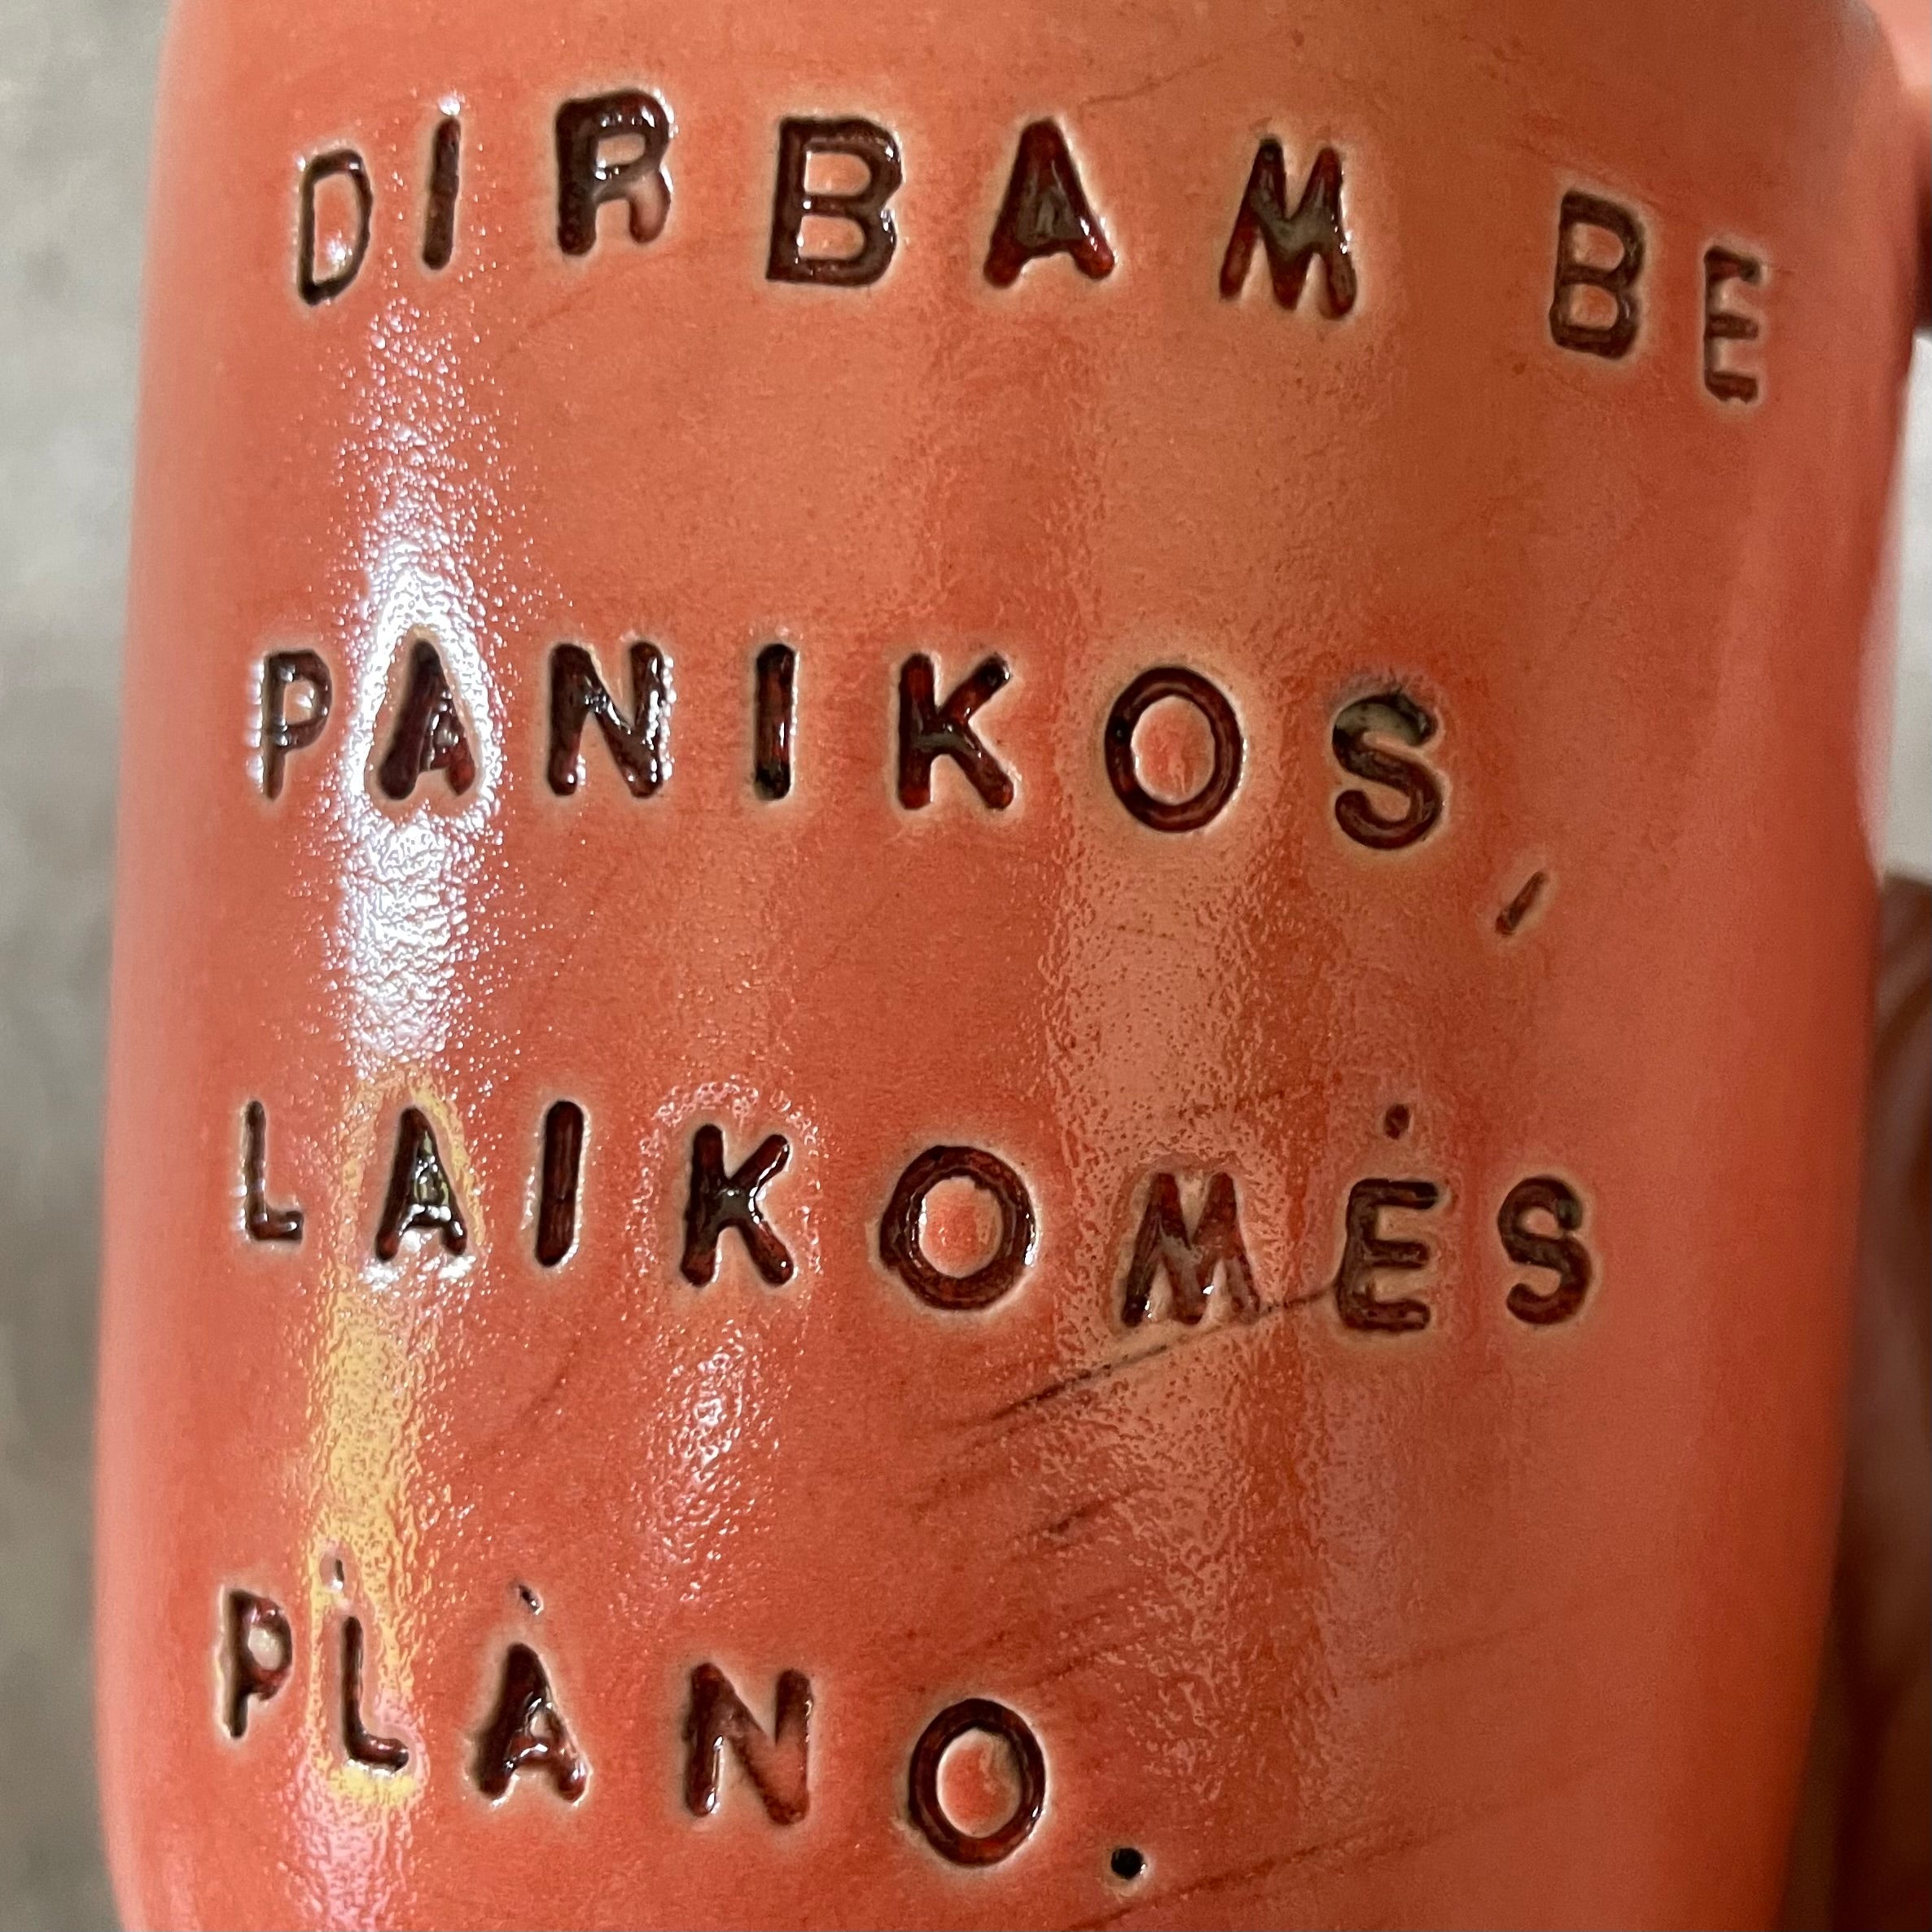 DIRBAM BE
PANIKOS,
LAIKOMĖS
PLANO.